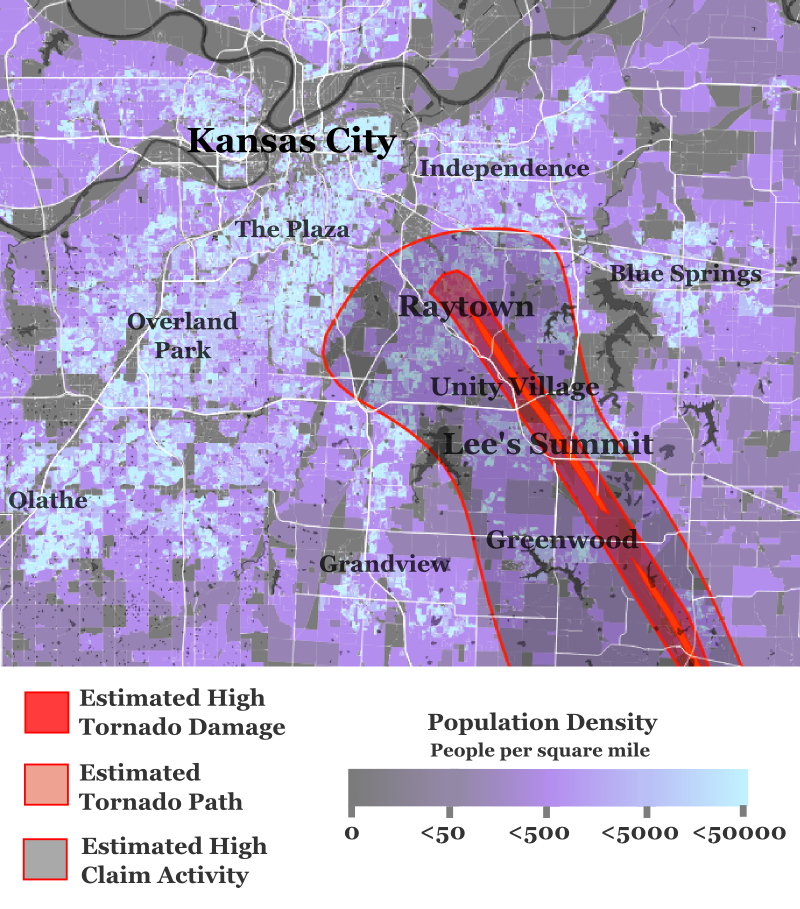 Kansas City
Independence
The Plaza
Blue Springs
Raytown
Overland
Park
Unity Village
Lee's Summit
Olathe
Greenwood
Grandview
Estimated High
Tornado Damage
Estimated
Tornado Path
Estimated High
Claim Activity
Population Density
People per square mile
0 <50 <500 <5000 <50000